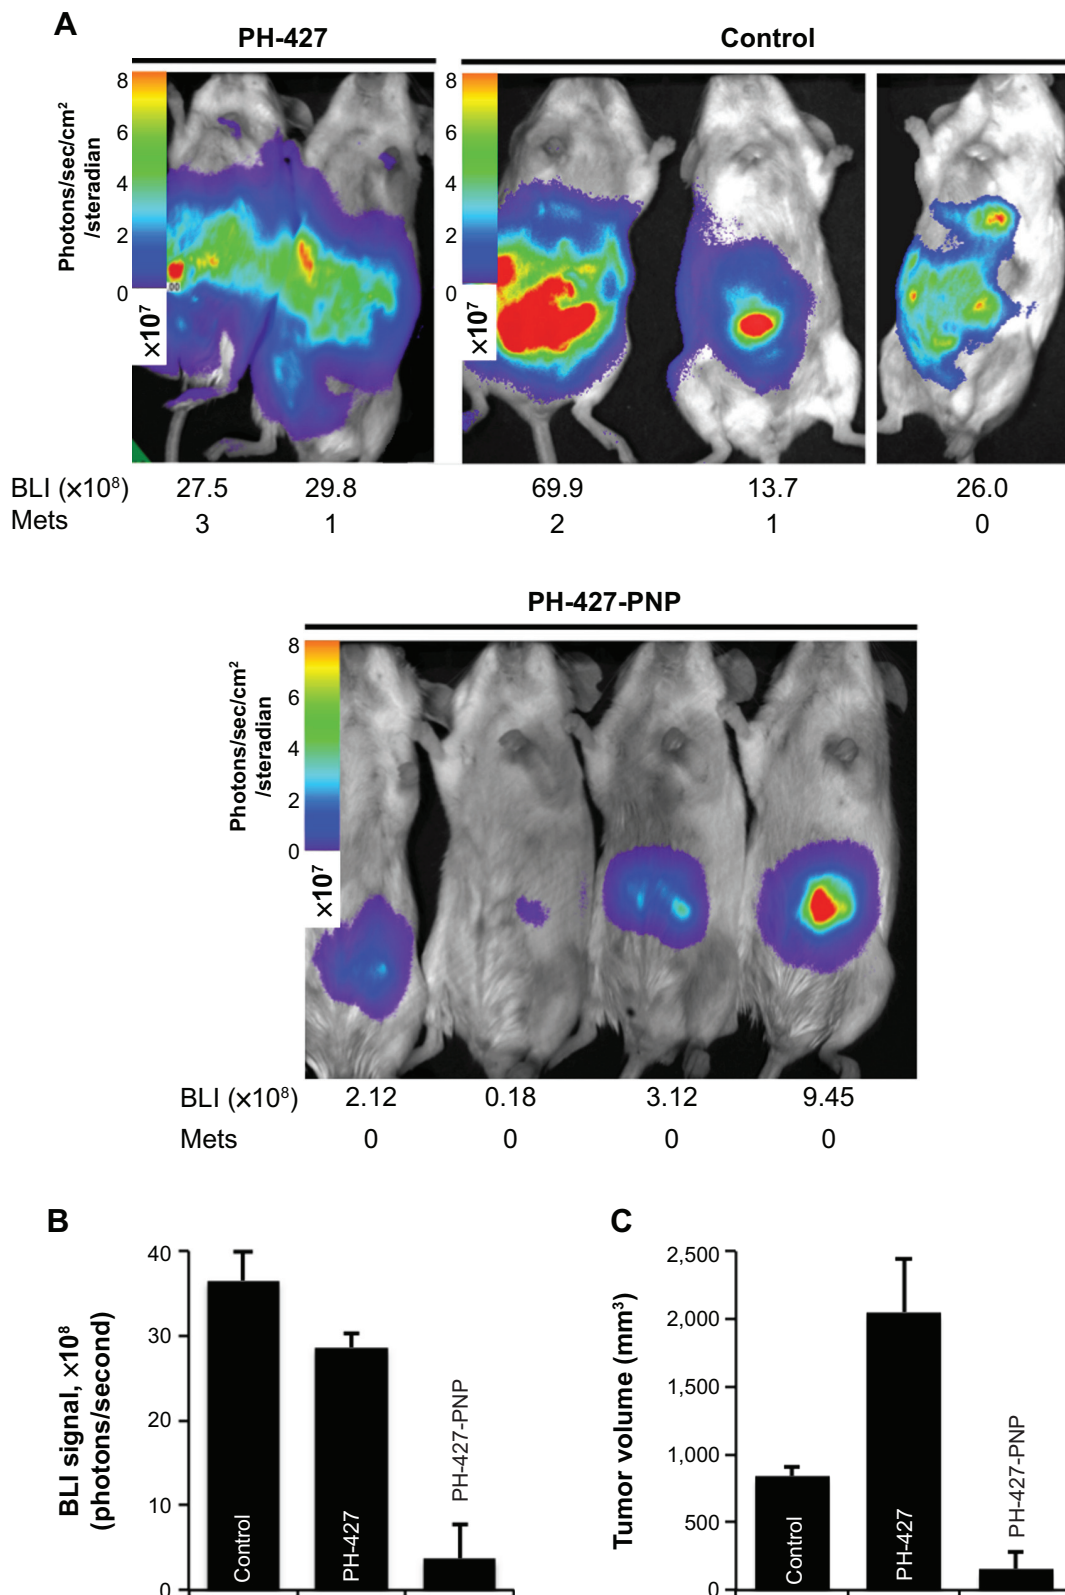 A
PH-427
Control
8
6
4
2
0
Photons/sec/cm²
/steradian
×10⁷
8
6
4
2
0
×10⁷
BLI (×10⁸) 27.5 29.8 69.9 13.7 26.0
Mets 3 1 2 1 0
PH-427-PNP
8
6
4
2
0
Photons/sec/cm²
/steradian
×10⁷
BLI (×10⁸) 2.12 0.18 3.12 9.45
Mets 0 0 0 0
B
BLI signal, ×10⁸
(photons/second)
40
30
20
10
0
Control
PH-427
PH-427-PNP
C
Tumor volume (mm³)
2,500
2,000
1,500
1,000
500
0
Control
PH-427
PH-427-PNP